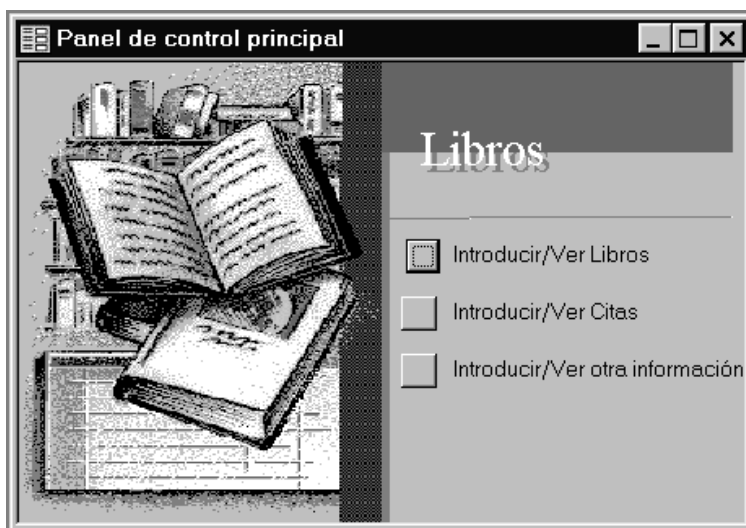 Panel de control principal
Libros
Introducir/Ver Libros
Introducir/Ver Citas
Introducir/Ver otra información